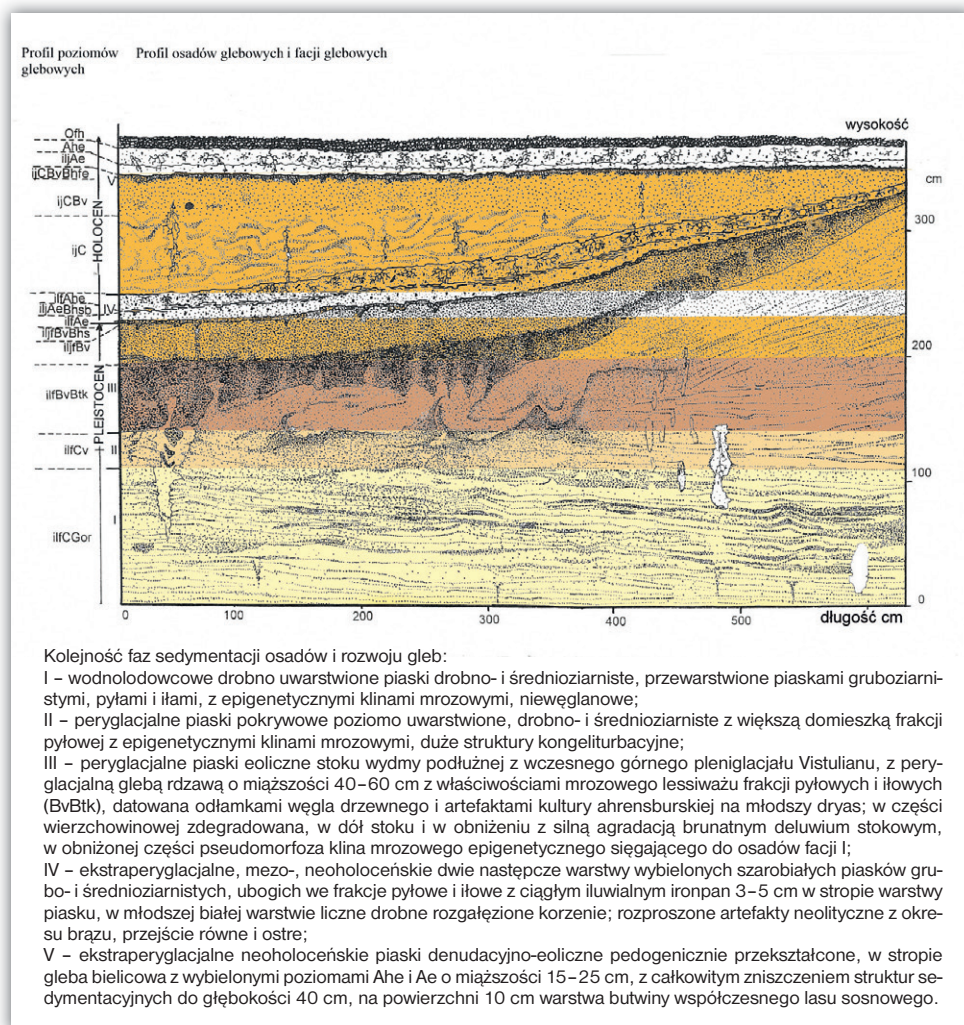 Profil poziomów
glebowych
Profil osadów glebowych i facji glebowych
wysokość
cm
Ofh
Ahe
iljAe
ijCBvBhfe
ijCBv
ijC
ilfAhe
iljAeBhsb
ilfAe
iljfBvBhs
iljfBv
ilfBvBtk
ilfCv
ilfCGor
HOLOCEN
PLEISTOCEN
V
IV
III
II
I
300
200
100
0
0
100
200
300
400
500
długość cm
Kolejność faz sedymentacji osadów i rozwoju gleb:
I – wodnolodowcowe drobno uwarstwione piaski drobno- i średnioziarniste, przewarstwione piaskami gruboziarni-
stymi, pyłami i iłami, z epigenetycznymi klinami mrozowymi, niewęglanowe;
II – peryglacjalne piaski pokrywowe poziomo uwarstwione, drobno- i średnioziarniste z większą domieszką frakcji
pyłowej z epigenetycznymi klinami mrozowymi, duże struktury kongeliturbacyjne;
III – peryglacjalne piaski eoliczne stoku wydmy podłużnej z wczesnego górnego pleniglacjału Vistulianu, z pery-
glacjalną glebą rdzawą o miąższości 40–60 cm z właściwościami mrozowego lessiważu frakcji pyłowych i iłowych
(BvBtk), datowana odłamkami węgla drzewnego i artefaktami kultury ahrensburskiej na młodszy dryas; w części
wierzchowinowej zdegradowana, w dół stoku i w obniżeniu z silną agradacją brunatnym deluwium stokowym,
w obniżonej części pseudomorfoza klina mrozowego epigenetycznego sięgającego do osadów facji I;
IV – ekstraperyglacjalne, mezo-, neoholoceńskie dwie następcze warstwy wybielonych szarobiałych piasków gru-
bo- i średnioziarnistych, ubogich we frakcje pyłowe i iłowe z ciągłym iluwialnym ironpan 3–5 cm w stropie warstwy
piasku, w młodszej białej warstwie liczne drobne rozgałęzione korzenie; rozproszone artefakty neolityczne z okre-
su brązu, przejście równe i ostre;
V – ekstraperyglacjalne neoholoceńskie piaski denudacyjno-eoliczne pedogenicznie przekształcone, w stropie
gleba bielicowa z wybielonymi poziomami Ahe i Ae o miąższości 15–25 cm, z całkowitym zniszczeniem struktur se-
dymentacyjnych do głębokości 40 cm, na powierzchni 10 cm warstwa butwiny współczesnego lasu sosnowego.